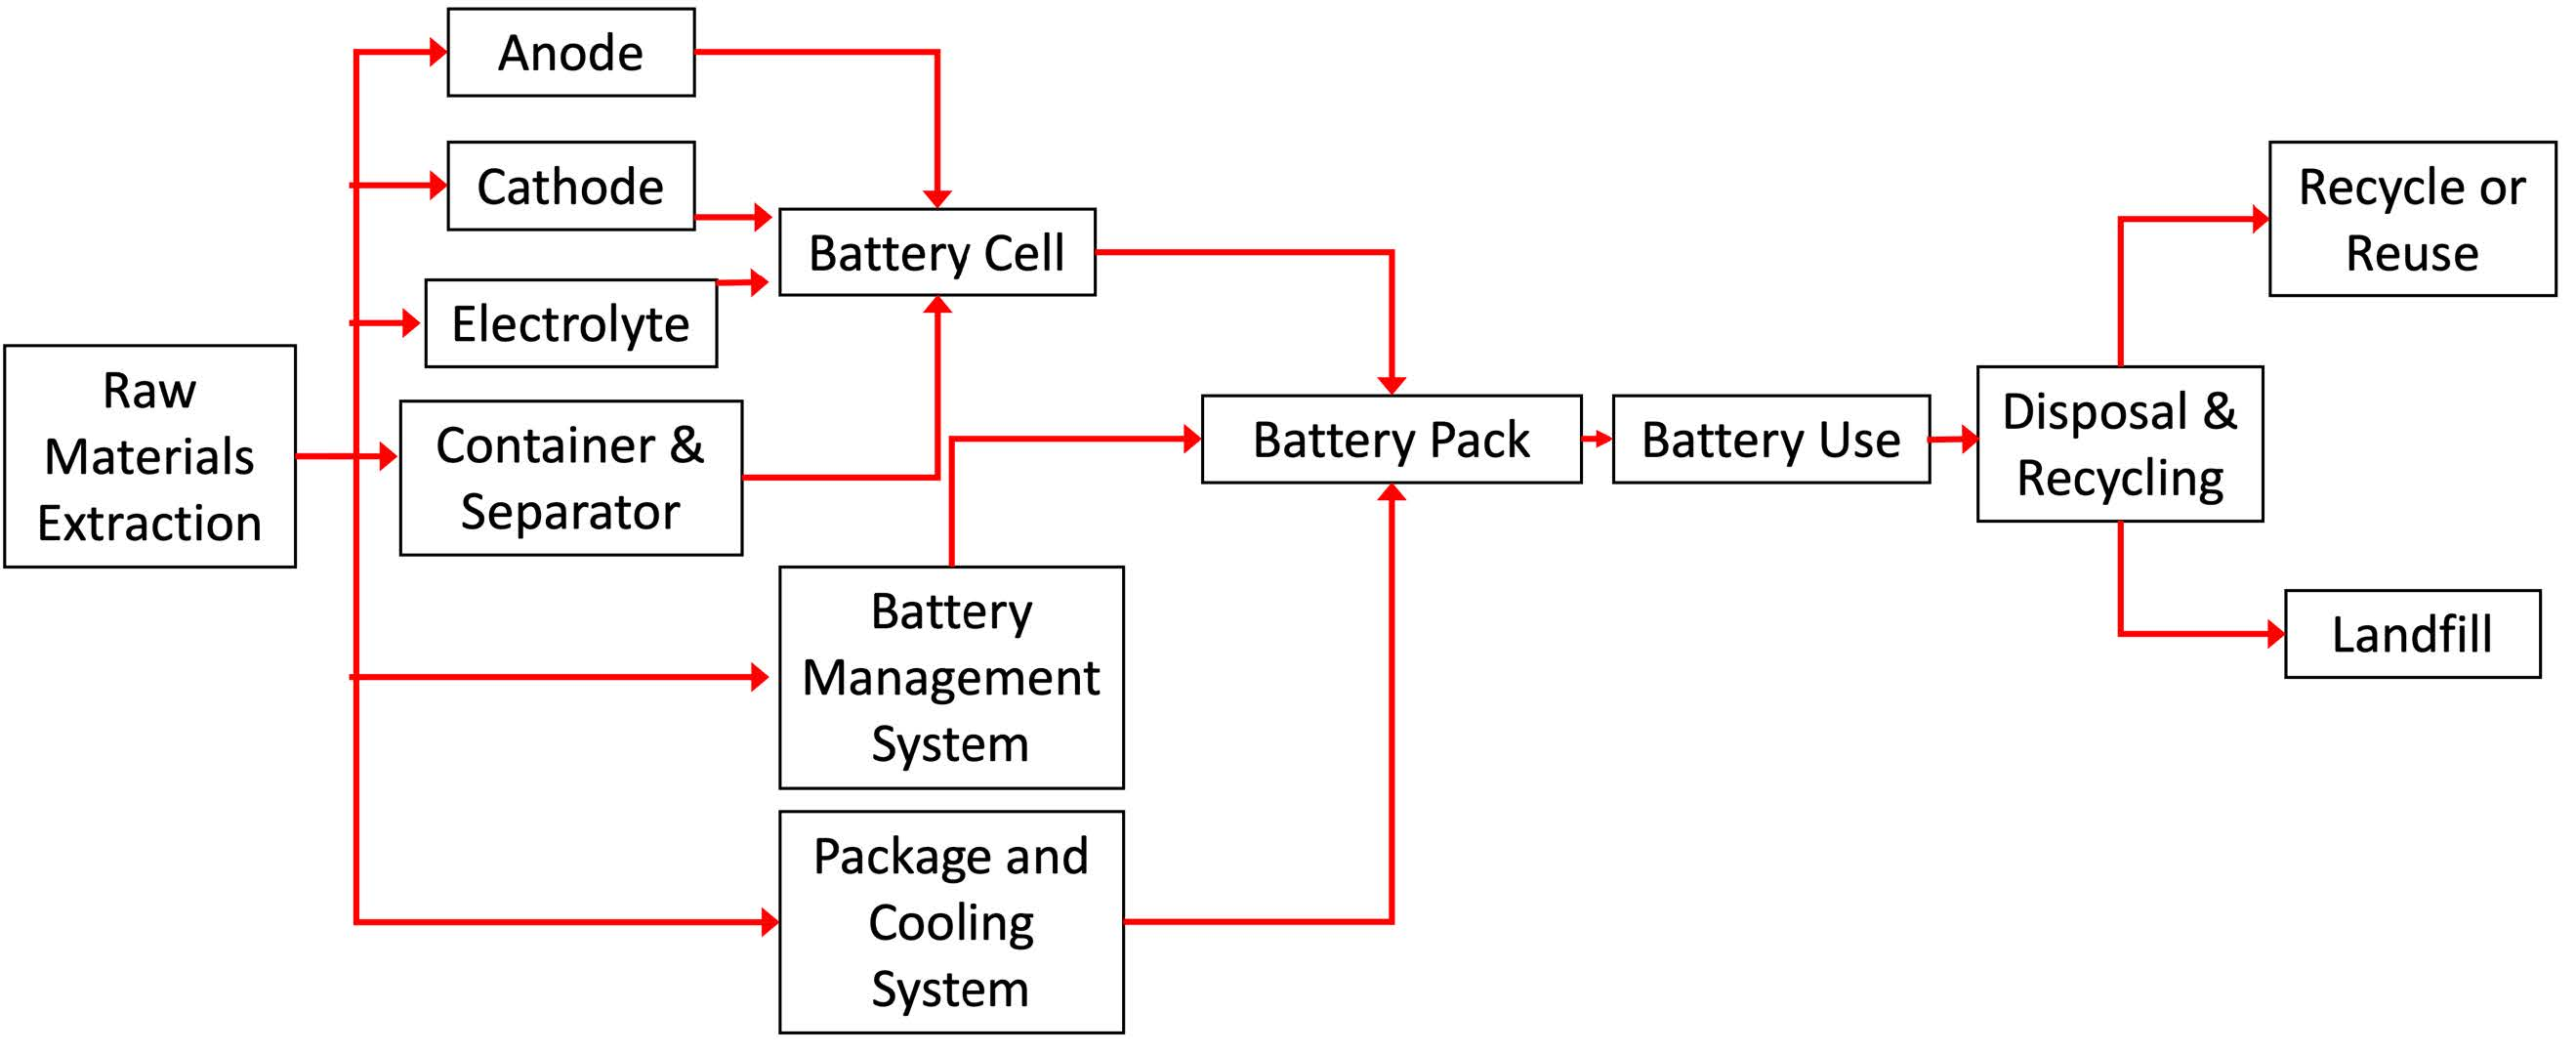 Anode
Cathode
Electrolyte
Raw
Materials
Extraction
Container &
Separator
Battery Cell
Battery
Management
System
Package and
Cooling
System
Battery Pack
Battery Use
Disposal &
Recycling
Recycle or
Reuse
Landfill